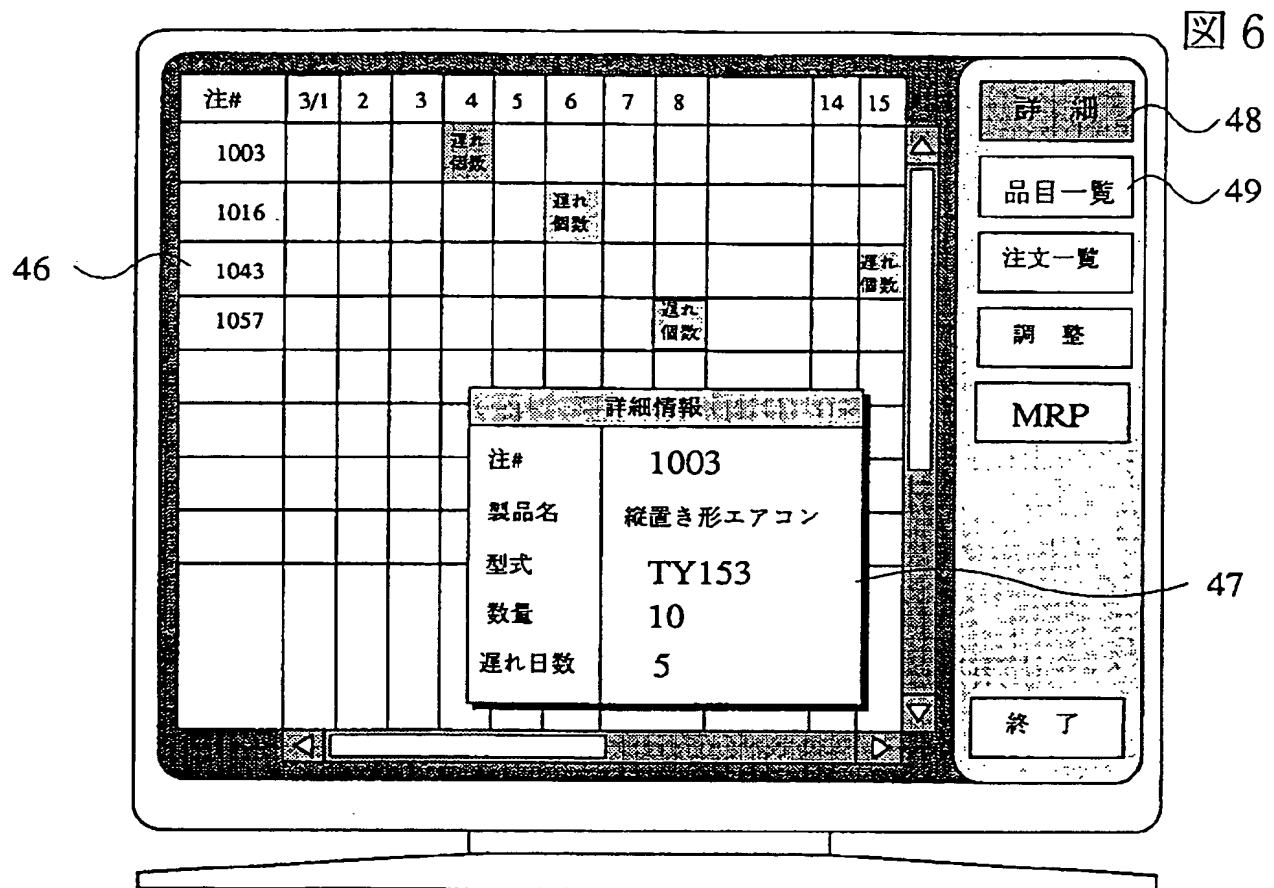 図 6
注# 3/1 2 3 4 5 6 7 8 14 15
1003 遅れ
個数
1016 遅れ
個数
1043 遅れ
個数
1057 遅れ
個数
詳細情報
注# 1003
製品名 縦置き形エアコン
型式 TY153
数量 10
遅れ日数 5
詳 細
品目一覧
注文一覧
調 整
MRP
終 了
46
47
48
49